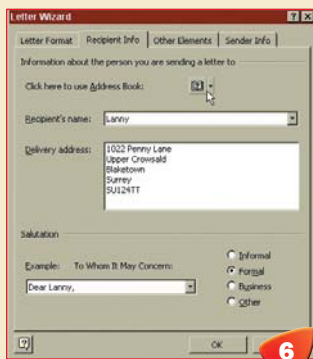 Letter Wizard
Letter Format Recipient Info Other Elements Sender Info
Information about the person you are sending a letter to
Click here to use Address Book:
Recipient's name: Lanny
Delivery address: 1022 Penny Lane
Upper Crowsald
Blaketown
Surrey
SU124TT
Salutation
Informal
Example: To Whom It May Concern: Formal
Dear Lanny, Business
Other
OK
6